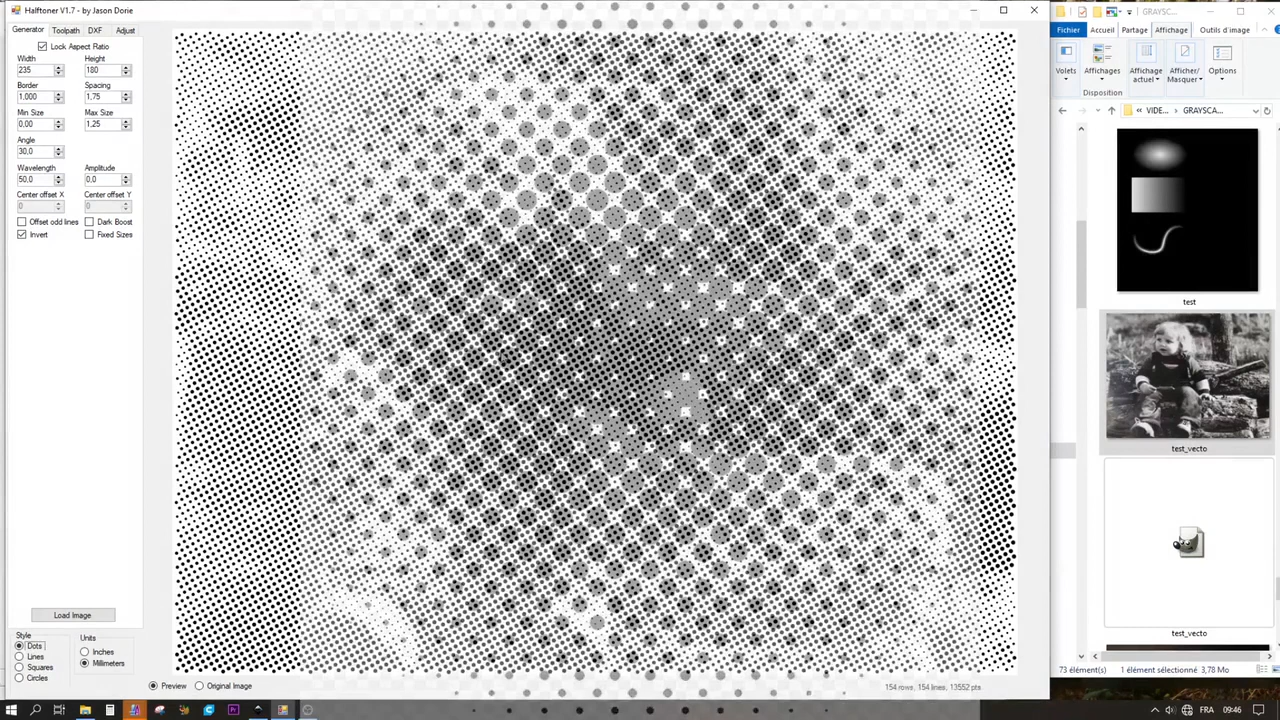 Halftoner V1.7 - by Jason Dorie
Generator Toolpath DXF Adjust
Lock Aspect Ratio
Width Height
235 180
Border Spacing
1,000 1,75
Min Size Max Size
0,00 1,25
Angle
30,0
Wavelength Amplitude
50,0 0,0
Center offset X Center offset Y
0 0
Offset odd lines Dark Boost
Invert Fixed Sizes
Load Image
Style Units
Dots Inches
Lines Millimeters
Squares
Circles
Preview Original Image
154 rows, 154 lines, 13552 pts
GRAYSC...
Fichier Accueil Partage Affichage Outils d'image
Volets Affichages Affichage actuel Afficher/ Masquer Options
Disposition
« VIDE... > GRAYSCA...
test
test_vecto
test_vecto
73 élément(s) 1 élément sélectionné 3,78 Mo
FRA 09:46